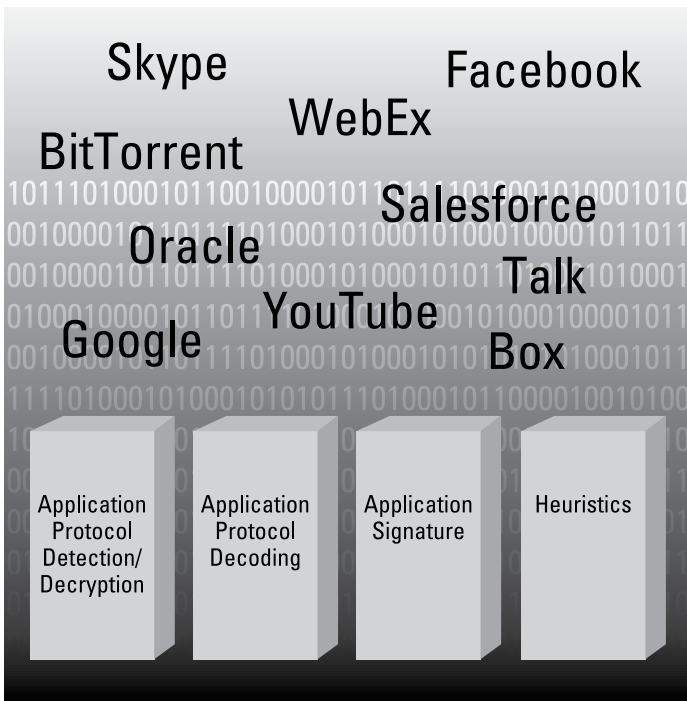 Skype
Facebook
WebEx
BitTorrent
Salesforce
Oracle
Talk
YouTube
Google
Box
Application
Protocol
Detection/
Decryption
Application
Protocol
Decoding
Application
Signature
Heuristics